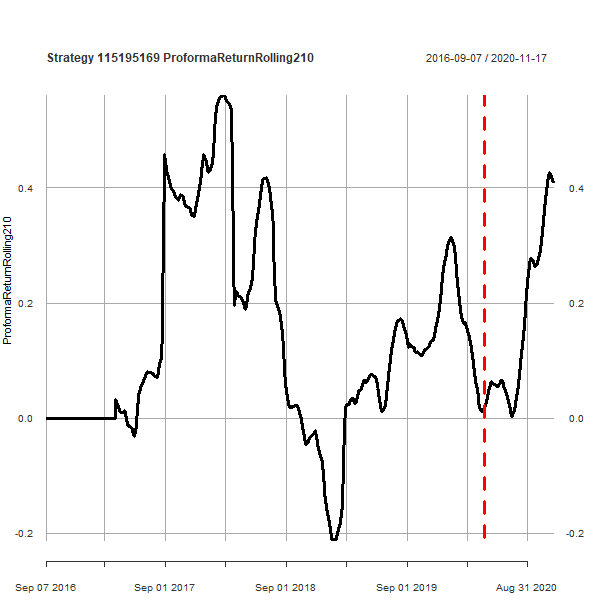 Strategy 115195169 ProformaReturnRolling210
2016-09-07 / 2020-11-17
ProformaReturnRolling210
0.4
0.2
0.0
-0.2
0.4
0.2
0.0
-0.2
Sep 07 2016
Sep 01 2017
Sep 01 2018
Sep 01 2019
Aug 31 2020